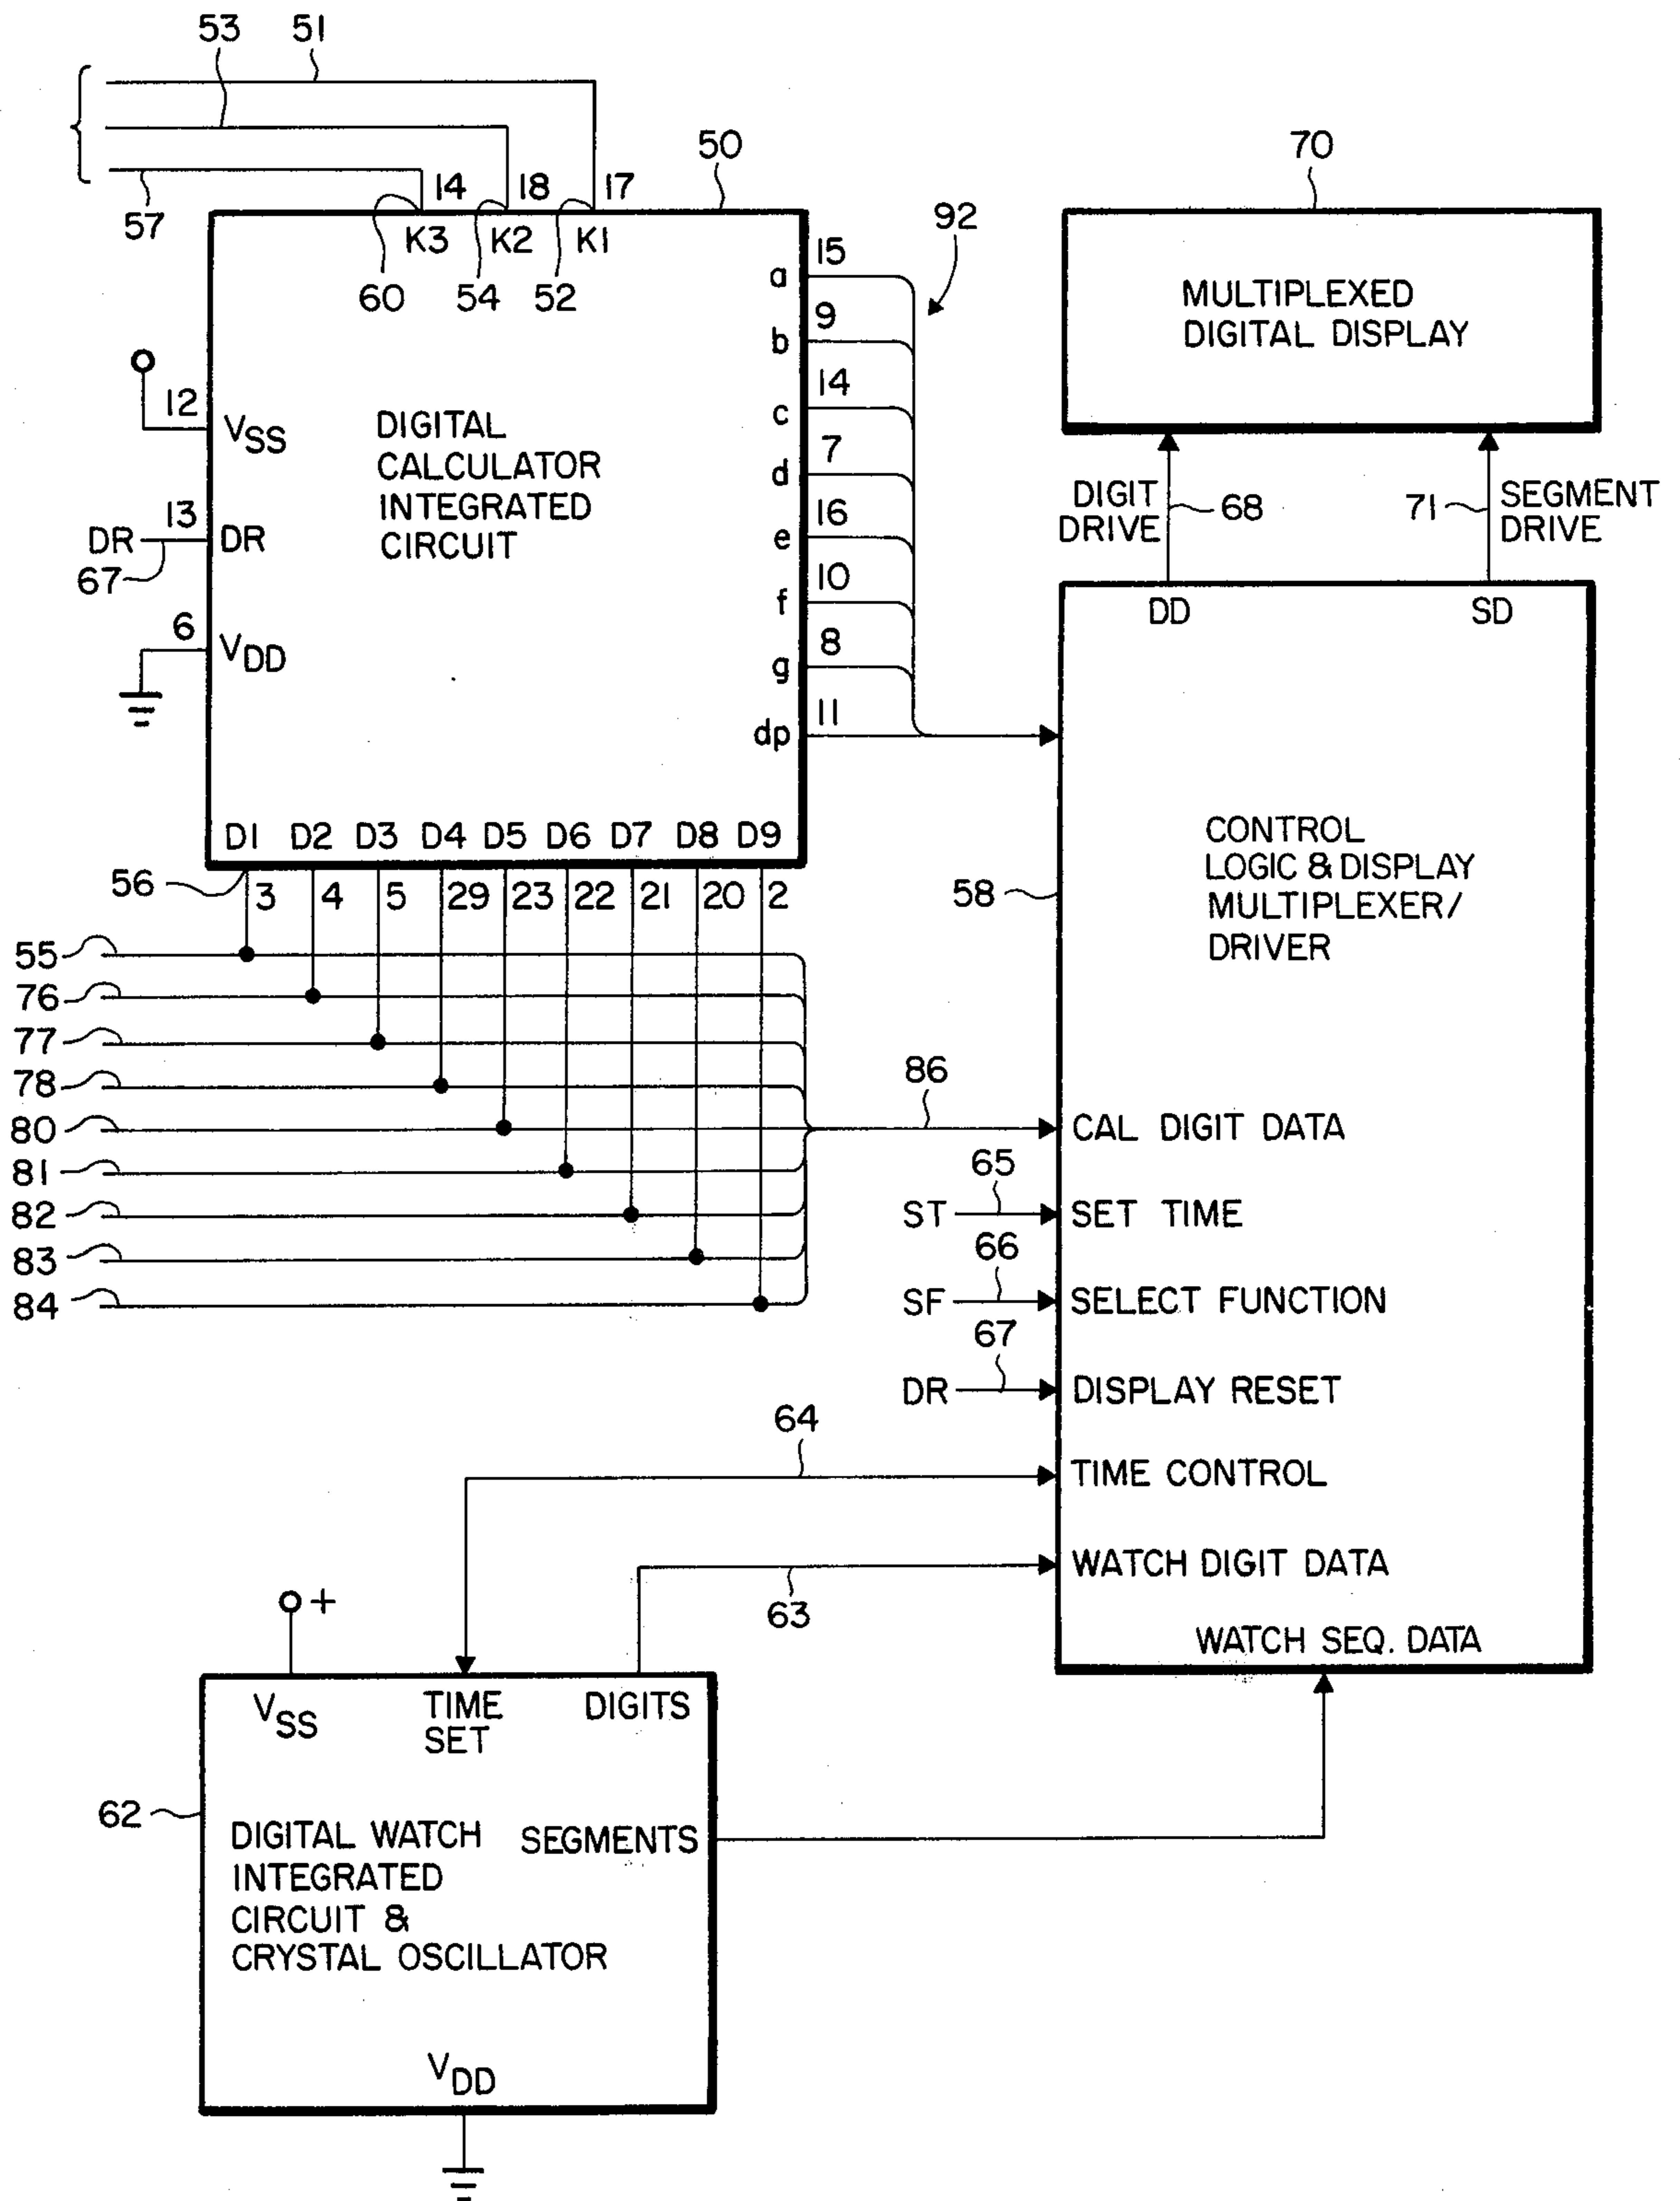 53 51
57
14 18 17
K3 K2 K1
60 54 52
50
92
70
MULTIPLEXED
DIGITAL DISPLAY
12
VSS
DR
13
DR
67
6
VDD
DIGITAL
CALCULATOR
INTEGRATED
CIRCUIT
a 15
b 9
c 14
d 7
e 16
f 10
g 8
dp 11
DIGIT
DRIVE
68
71
SEGMENT
DRIVE
DD SD
D1 D2 D3 D4 D5 D6 D7 D8 D9
56
3 4 5 29 23 22 21 20 2
55
76
77
78
80
81
82
83
84
58
CONTROL
LOGIC & DISPLAY
MULTIPLEXER/
DRIVER
86
CAL DIGIT DATA
65
ST SET TIME
66
SF SELECT FUNCTION
67
DR DISPLAY RESET
64
TIME CONTROL
63
WATCH DIGIT DATA
WATCH SEQ. DATA
+
VSS
TIME
SET
DIGITS
62
DIGITAL WATCH
INTEGRATED
CIRCUIT &
CRYSTAL OSCILLATOR
SEGMENTS
VDD